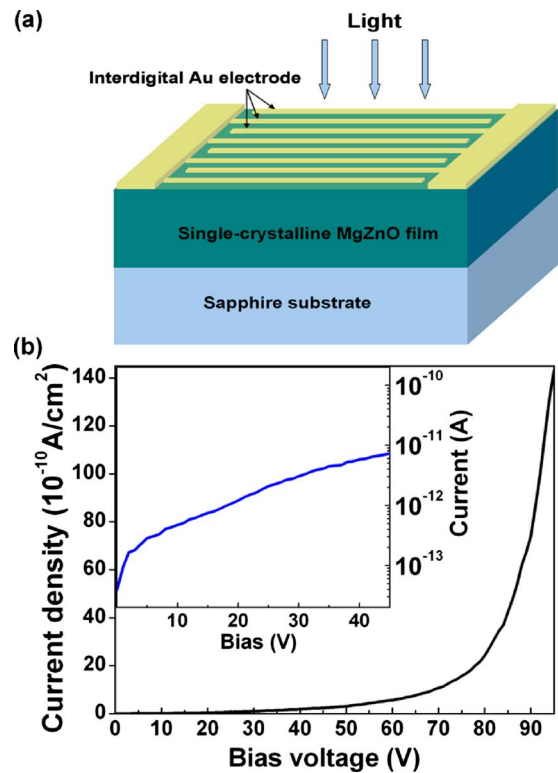 (a)
Light
Interdigital Au electrode
Single-crystalline MgZnO film
Sapphire substrate
(b)
Current density (10⁻¹⁰ A/cm²)
140
120
100
80
60
40
20
0
0 10 20 30 40 50 60 70 80 90
Bias voltage (V)
10⁻¹⁰
10⁻¹¹
10⁻¹²
10⁻¹³
Current (A)
10 20 30 40
Bias (V)